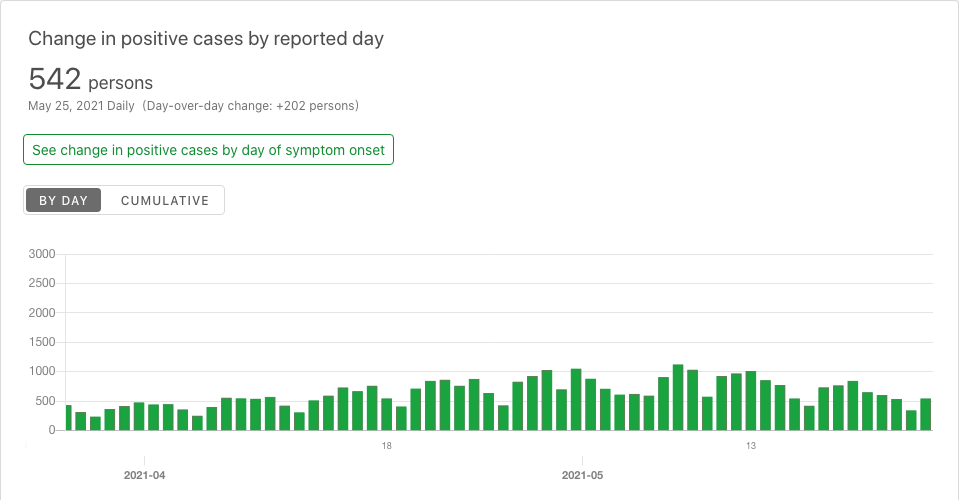 Change in positive cases by reported day
542 persons
May 25, 2021 Daily (Day-over-day change: +202 persons)
See change in positive cases by day of symptom onset
BY DAY CUMULATIVE
3000
2500
2000
1500
1000
500
0
18 13
2021-04 2021-05